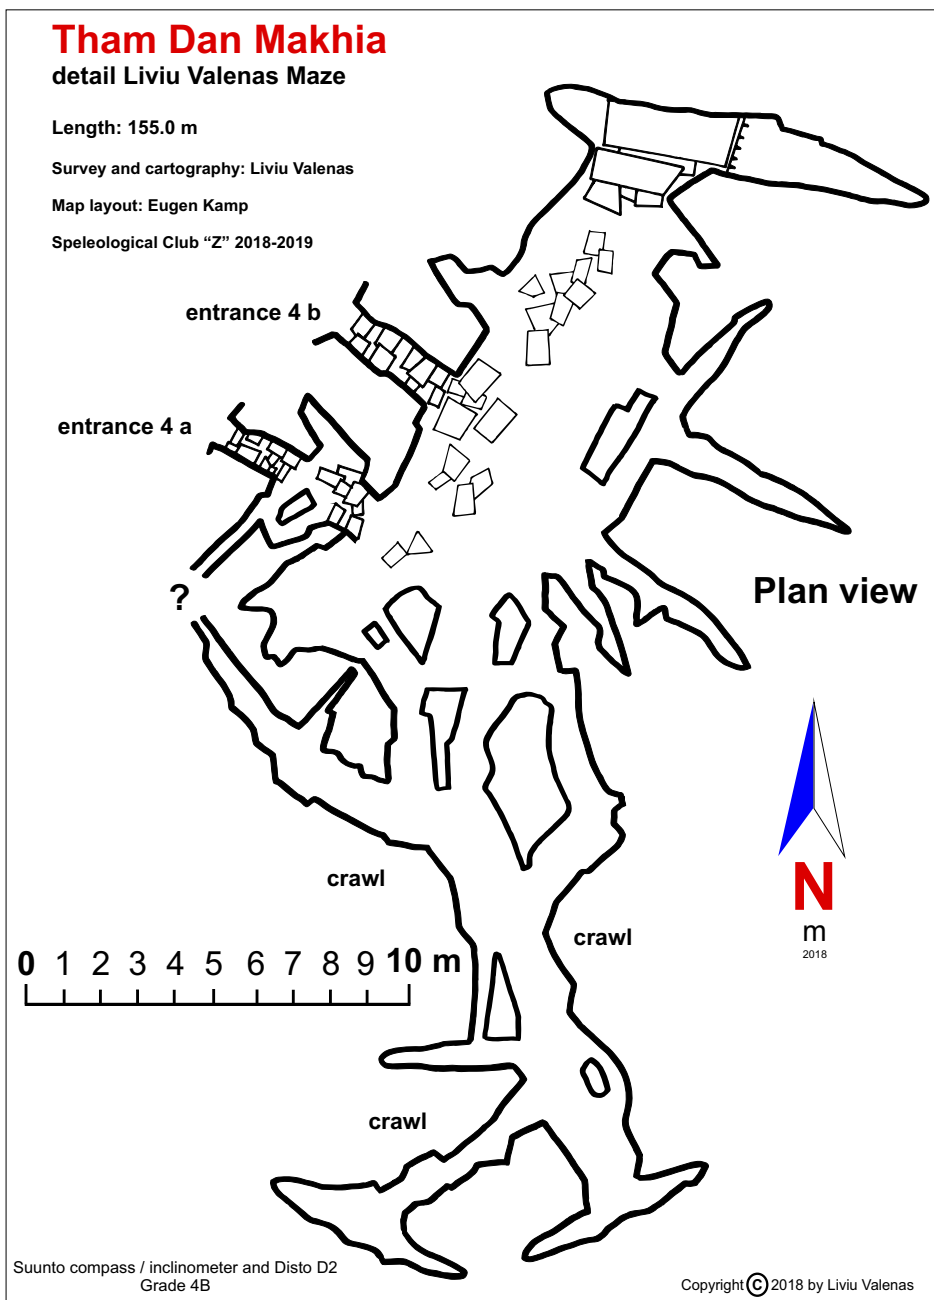 Tham Dan Makhia
detail Liviu Valenas Maze
Length: 155.0 m
Survey and cartography: Liviu Valenas
Map layout: Eugen Kamp
Speleological Club “Z” 2018-2019
entrance 4 b
entrance 4 a
?
Plan view
crawl
N
m
2018
crawl
0 1 2 3 4 5 6 7 8 9 10 m
crawl
Suunto compass / inclinometer and Disto D2
Grade 4B
Copyright © 2018 by Liviu Valenas